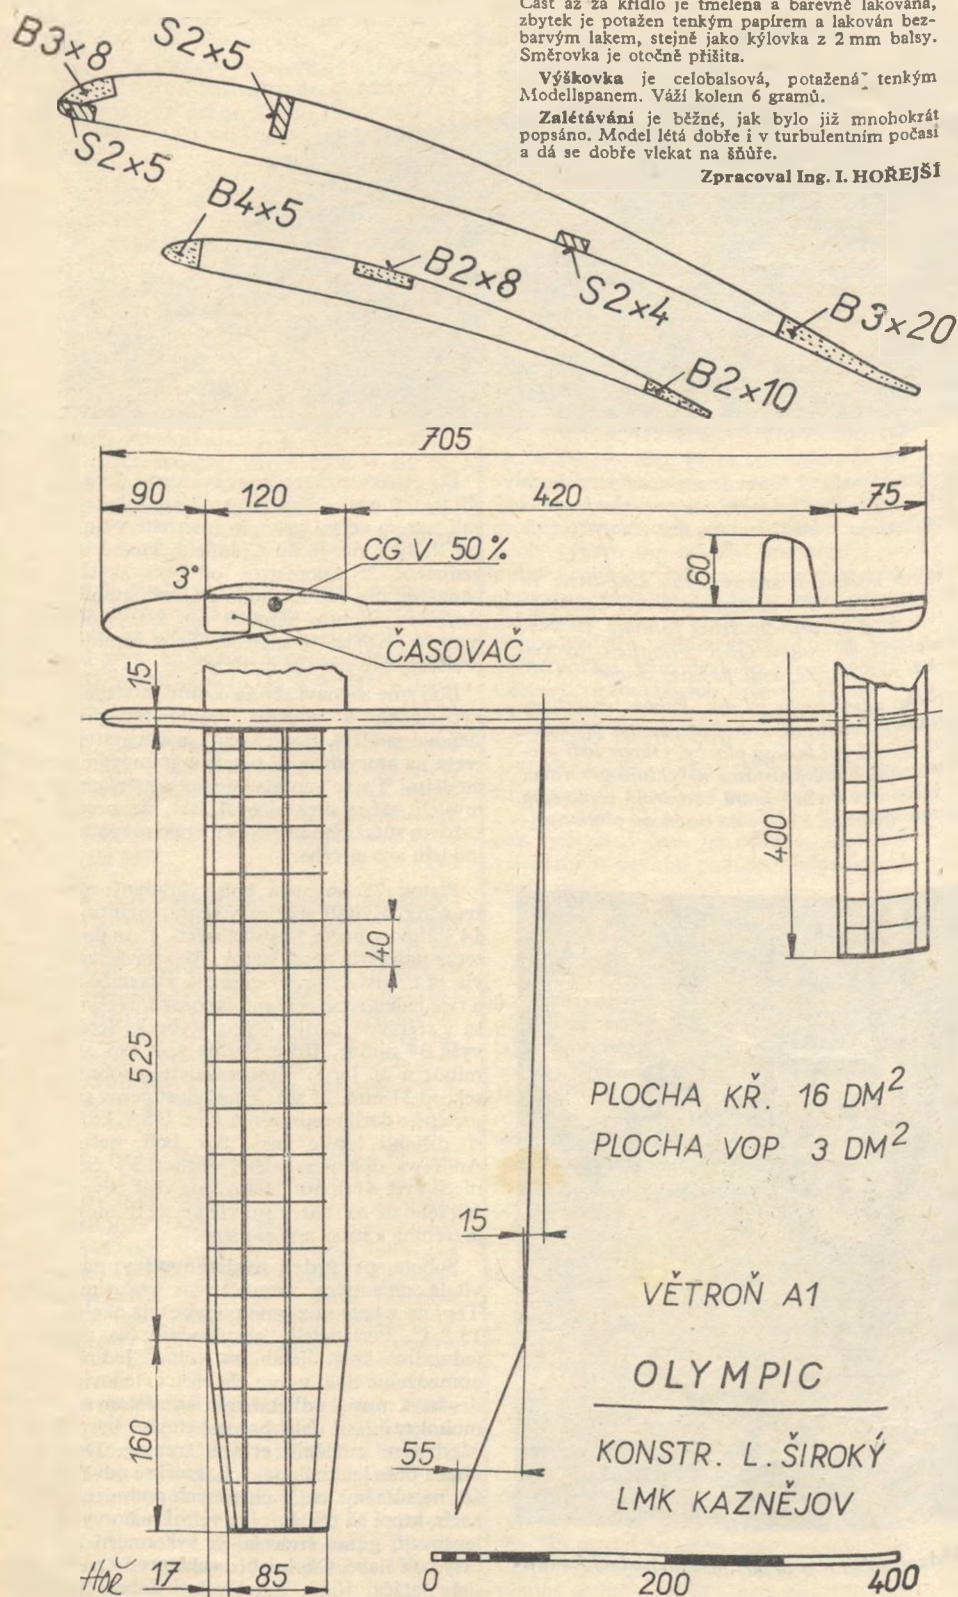 Část až za křídlo je tmelena a barevně lakována,
zbytek je potažen tenkým papírem a lakován bez-
barvým lakem, stejně jako kýlovka z 2 mm balsy.
Směrovka je otočně přišita.
Výškovka je celobalsová, potažená tenkým
Modellspanem. Váží kolem 6 gramů.
Zalétávání je běžné, jak bylo již mnohokrát
popsáno. Model létá dobře i v turbulentním počasí
a dá se dobře vlekat na šňůře.
Zpracoval Ing. I. HOŘEJŠÍ
B3×8
S2×5
S2×5
B4×5
B2×8
S2×4
B3×20
B2×10
705
90
120
420
75
CG V 50%
3°
60
ČASOVAČ
15
400
40
525
PLOCHA KŘ. 16 DM²
PLOCHA VOP 3 DM²
15
VĚTROŇ A1
OLYMPIC
160
55
KONSTR. L. ŠIROKÝ
LMK KAZNĚJOV
Hoř
17
85
0
200
400